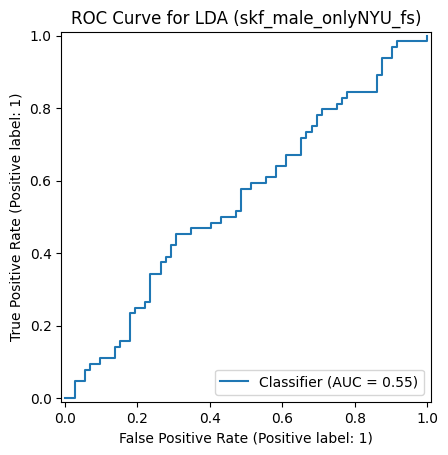 ROC Curve for LDA (skf_male_onlyNYU_fs)
True Positive Rate (Positive label: 1)
1.0
0.8
0.6
0.4
0.2
0.0
Classifier (AUC = 0.55)
0.0 0.2 0.4 0.6 0.8 1.0
False Positive Rate (Positive label: 1)